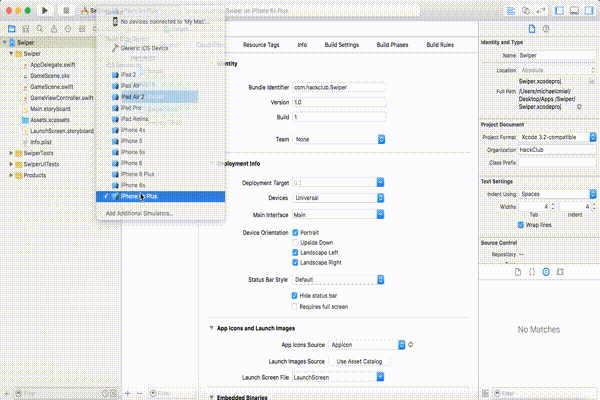 Swiper on iPhone 6s Plus
No devices connected to 'My Mac'...
Generic iOS Device
iPad 2
iPad Air
iPad Air 2
iPad Pro
iPad Retina
iPhone 4s
iPhone 5
iPhone 5s
iPhone 6
iPhone 6 Plus
iPhone 6s
Plus
Add Additional Simulators...
Swiper
Swiper
AppDelegate.swift
GameScene.sks
GameScene.swift
GameViewController.swift
Main.storyboard
Assets.xcassets
LaunchScreen.storyboard
Info.plist
SwiperTests
SwiperUITests
Products
Filter
Resource Tags Info Build Settings Build Phases Build Rules
Identity
Bundle Identifier com.hackclub.Swiper
Version 1.0
Build 1
Team None
Deployment Info
Deployment Target
Devices Universal
Main Interface Main
Device Orientation Portrait
Upside Down
Landscape Left
Landscape Right
Status Bar Style Default
Hide status bar
Requires full screen
App Icons and Launch Images
App Icons Source AppIcon
Launch Images Source Use Asset Catalog
Launch Screen File LaunchScreen
Embedded Binaries
Filter
Identity and Type
Name Swiper
Location Absolute
Swiper.xcodeproj
Full Path /Users/michaelcmiel/
Desktop/Apps /Swiper/
Swiper.xcodeproj
Project Document
Project Format Xcode 3.2-compatible
Organization HackClub
Class Prefix
Text Settings
Indent Using Spaces
Widths 4 4
Tab Indent
Wrap lines
Source Control
Repository --
No Matches
Filter